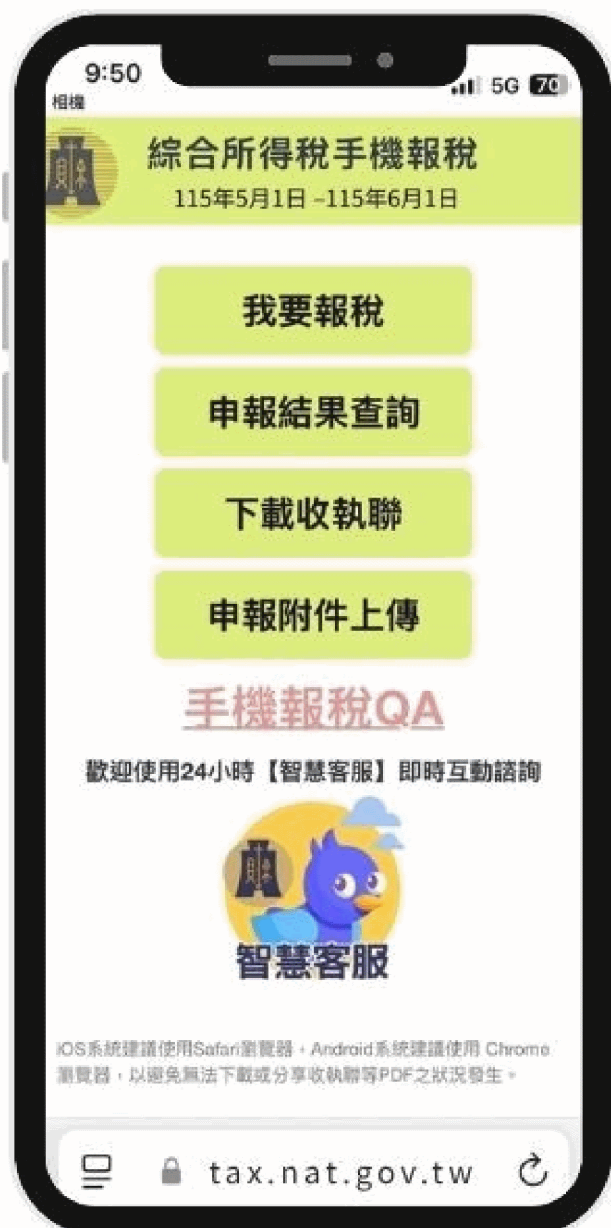 9:50
5G 70
相機
綜合所得稅手機報稅
115年5月1日 –115年6月1日
我要報稅
申報結果查詢
下載收執聯
申報附件上傳
手機報稅QA
歡迎使用24小時【智慧客服】即時互動諮詢
智慧客服
iOS系統建議使用Safari瀏覽器，Android系統建議使用 Chrome
瀏覽器，以避免無法下載或分享收執聯等PDF之狀況發生。
tax.nat.gov.tw